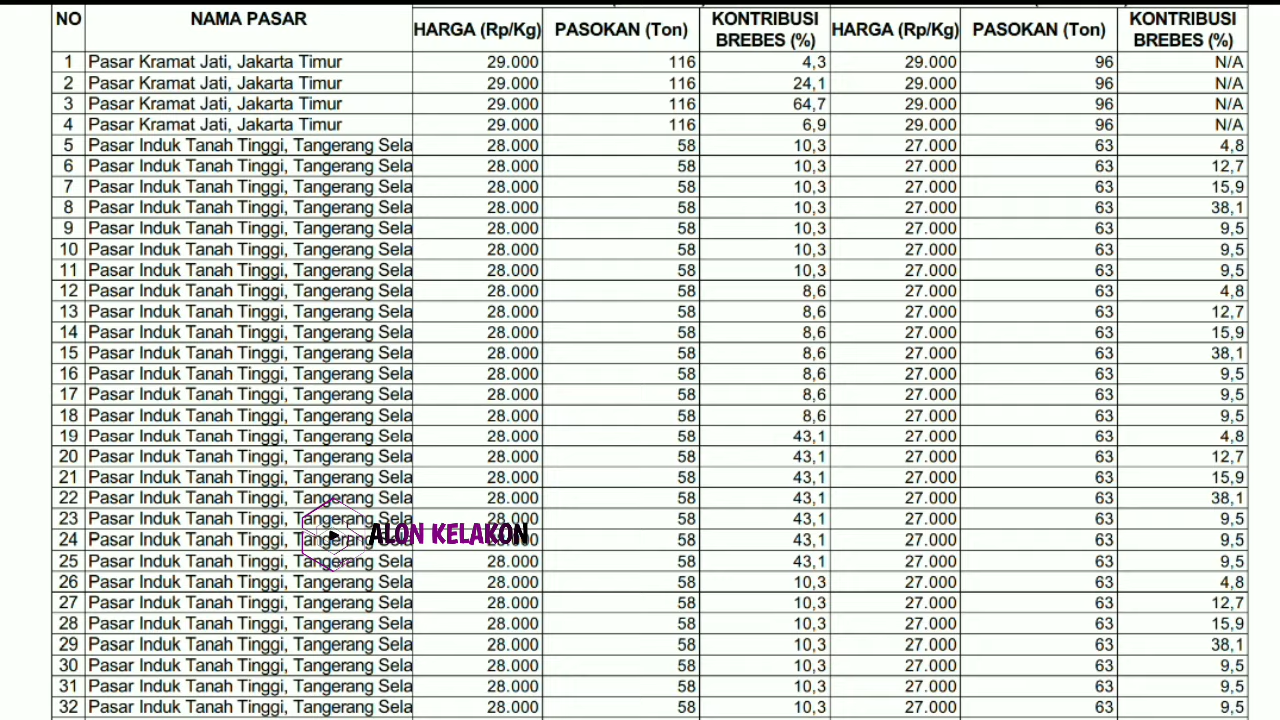 NO NAMA PASAR HARGA (Rp/Kg) PASOKAN (Ton) KONTRIBUSI BREBES (%) HARGA (Rp/Kg) PASOKAN (Ton) KONTRIBUSI BREBES (%)
1 Pasar Kramat Jati, Jakarta Timur 29.000 116 4,3 29.000 96 N/A
2 Pasar Kramat Jati, Jakarta Timur 29.000 116 24,1 29.000 96 N/A
3 Pasar Kramat Jati, Jakarta Timur 29.000 116 64,7 29.000 96 N/A
4 Pasar Kramat Jati, Jakarta Timur 29.000 116 6,9 29.000 96 N/A
5 Pasar Induk Tanah Tinggi, Tangerang Sela 28.000 58 10,3 27.000 63 4,8
6 Pasar Induk Tanah Tinggi, Tangerang Sela 28.000 58 10,3 27.000 63 12,7
7 Pasar Induk Tanah Tinggi, Tangerang Sela 28.000 58 10,3 27.000 63 15,9
8 Pasar Induk Tanah Tinggi, Tangerang Sela 28.000 58 10,3 27.000 63 38,1
9 Pasar Induk Tanah Tinggi, Tangerang Sela 28.000 58 10,3 27.000 63 9,5
10 Pasar Induk Tanah Tinggi, Tangerang Sela 28.000 58 10,3 27.000 63 9,5
11 Pasar Induk Tanah Tinggi, Tangerang Sela 28.000 58 10,3 27.000 63 9,5
12 Pasar Induk Tanah Tinggi, Tangerang Sela 28.000 58 8,6 27.000 63 4,8
13 Pasar Induk Tanah Tinggi, Tangerang Sela 28.000 58 8,6 27.000 63 12,7
14 Pasar Induk Tanah Tinggi, Tangerang Sela 28.000 58 8,6 27.000 63 15,9
15 Pasar Induk Tanah Tinggi, Tangerang Sela 28.000 58 8,6 27.000 63 38,1
16 Pasar Induk Tanah Tinggi, Tangerang Sela 28.000 58 8,6 27.000 63 9,5
17 Pasar Induk Tanah Tinggi, Tangerang Sela 28.000 58 8,6 27.000 63 9,5
18 Pasar Induk Tanah Tinggi, Tangerang Sela 28.000 58 8,6 27.000 63 9,5
19 Pasar Induk Tanah Tinggi, Tangerang Sela 28.000 58 43,1 27.000 63 4,8
20 Pasar Induk Tanah Tinggi, Tangerang Sela 28.000 58 43,1 27.000 63 12,7
21 Pasar Induk Tanah Tinggi, Tangerang Sela 28.000 58 43,1 27.000 63 15,9
22 Pasar Induk Tanah Tinggi, Tangerang Sela 28.000 58 43,1 27.000 63 38,1
23 Pasar Induk Tanah Tinggi, Tangerang Sela 28.000 58 43,1 27.000 63 9,5
ALON KELAKON
24 Pasar Induk Tanah Tinggi, Tangerang 58 43,1 27.000 63 9,5
25 Pasar Induk Tanah Tinggi, Tangerang Sela 28.000 58 43,1 27.000 63 9,5
26 Pasar Induk Tanah Tinggi, Tangerang Sela 28.000 58 10,3 27.000 63 4,8
27 Pasar Induk Tanah Tinggi, Tangerang Sela 28.000 58 10,3 27.000 63 12,7
28 Pasar Induk Tanah Tinggi, Tangerang Sela 28.000 58 10,3 27.000 63 15,9
29 Pasar Induk Tanah Tinggi, Tangerang Sela 28.000 58 10,3 27.000 63 38,1
30 Pasar Induk Tanah Tinggi, Tangerang Sela 28.000 58 10,3 27.000 63 9,5
31 Pasar Induk Tanah Tinggi, Tangerang Sela 28.000 58 10,3 27.000 63 9,5
32 Pasar Induk Tanah Tinggi, Tangerang Sela 28.000 58 10,3 27.000 63 9,5